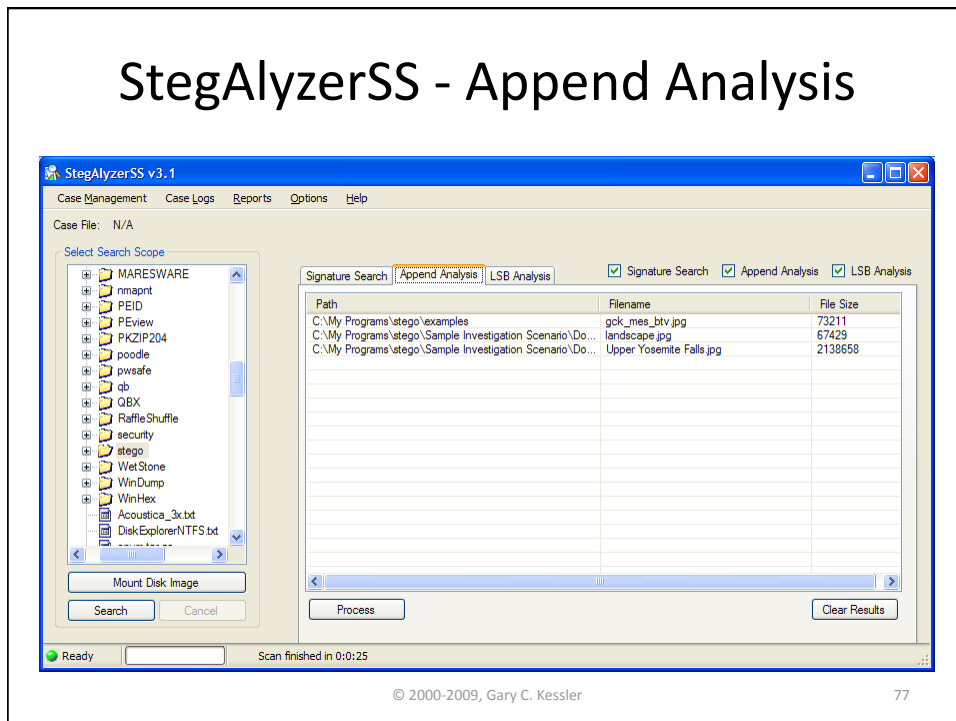 StegAlyzerSS - Append Analysis
StegAlyzerSS v3.1
Case Management Case Logs Reports Options Help
Case File: N/A
Select Search Scope
MARESWARE
nmapnt
PEID
PEview
PKZIP204
poodle
pwsafe
qb
QBX
RaffleShuffle
security
stego
WetStone
WinDump
WinHex
Acoustica_3x.txt
DiskExplorerNTFS.txt
Mount Disk Image
Search Cancel
Signature Search Append Analysis LSB Analysis
Signature Search Append Analysis LSB Analysis
Path Filename File Size
C:\My Programs\stego\examples gck_mes_btv.jpg 73211
C:\My Programs\stego\Sample Investigation Scenario\Do... landscape.jpg 67429
C:\My Programs\stego\Sample Investigation Scenario\Do... Upper Yosemite Falls.jpg 2138658
Process Clear Results
Ready Scan finished in 0:0:25
© 2000-2009, Gary C. Kessler 77